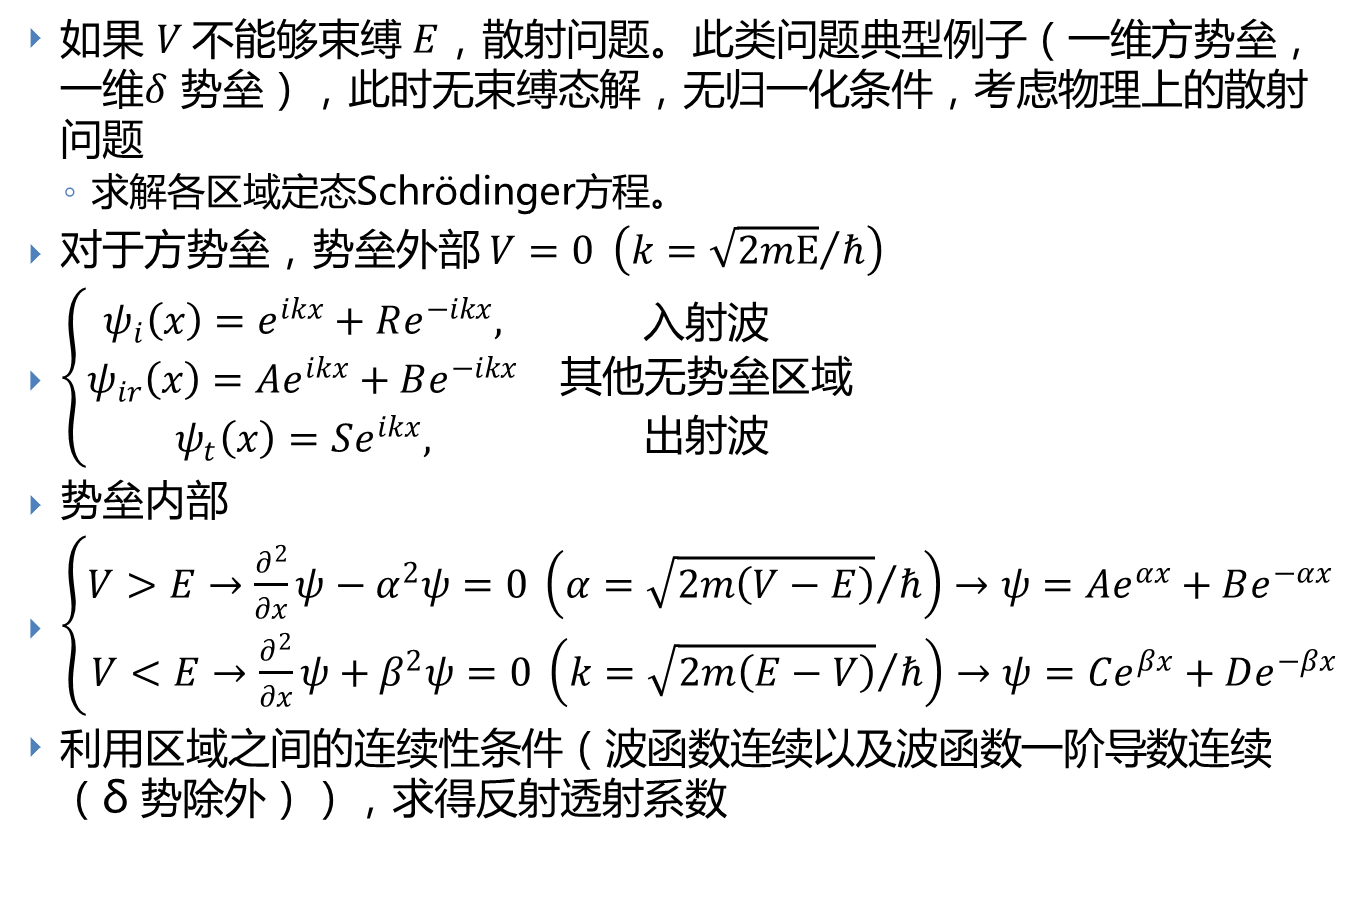 如果 V 不能够束缚 E，散射问题。此类问题典型例子（一维方势垒，
一维δ 势垒），此时无束缚态解，无归一化条件，考虑物理上的散射
问题
求解各区域定态Schrödinger方程。
对于方势垒，势垒外部 V = 0 (k = √(2mE)/ħ)
ψ_i(x) = e^{ikx} + Re^{−ikx}, 入射波
ψ_{ir}(x) = Ae^{ikx} + Be^{−ikx} 其他无势垒区域
ψ_t(x) = Se^{ikx}, 出射波
势垒内部
V > E → ∂²/∂x ψ − α²ψ = 0 (α = √(2m(V − E))/ħ) → ψ = Ae^{αx} + Be^{−αx}
V < E → ∂²/∂x ψ + β²ψ = 0 (k = √(2m(E − V))/ħ) → ψ = Ce^{βx} + De^{−βx}
利用区域之间的连续性条件（波函数连续以及波函数一阶导数连续
（δ 势除外）），求得反射透射系数